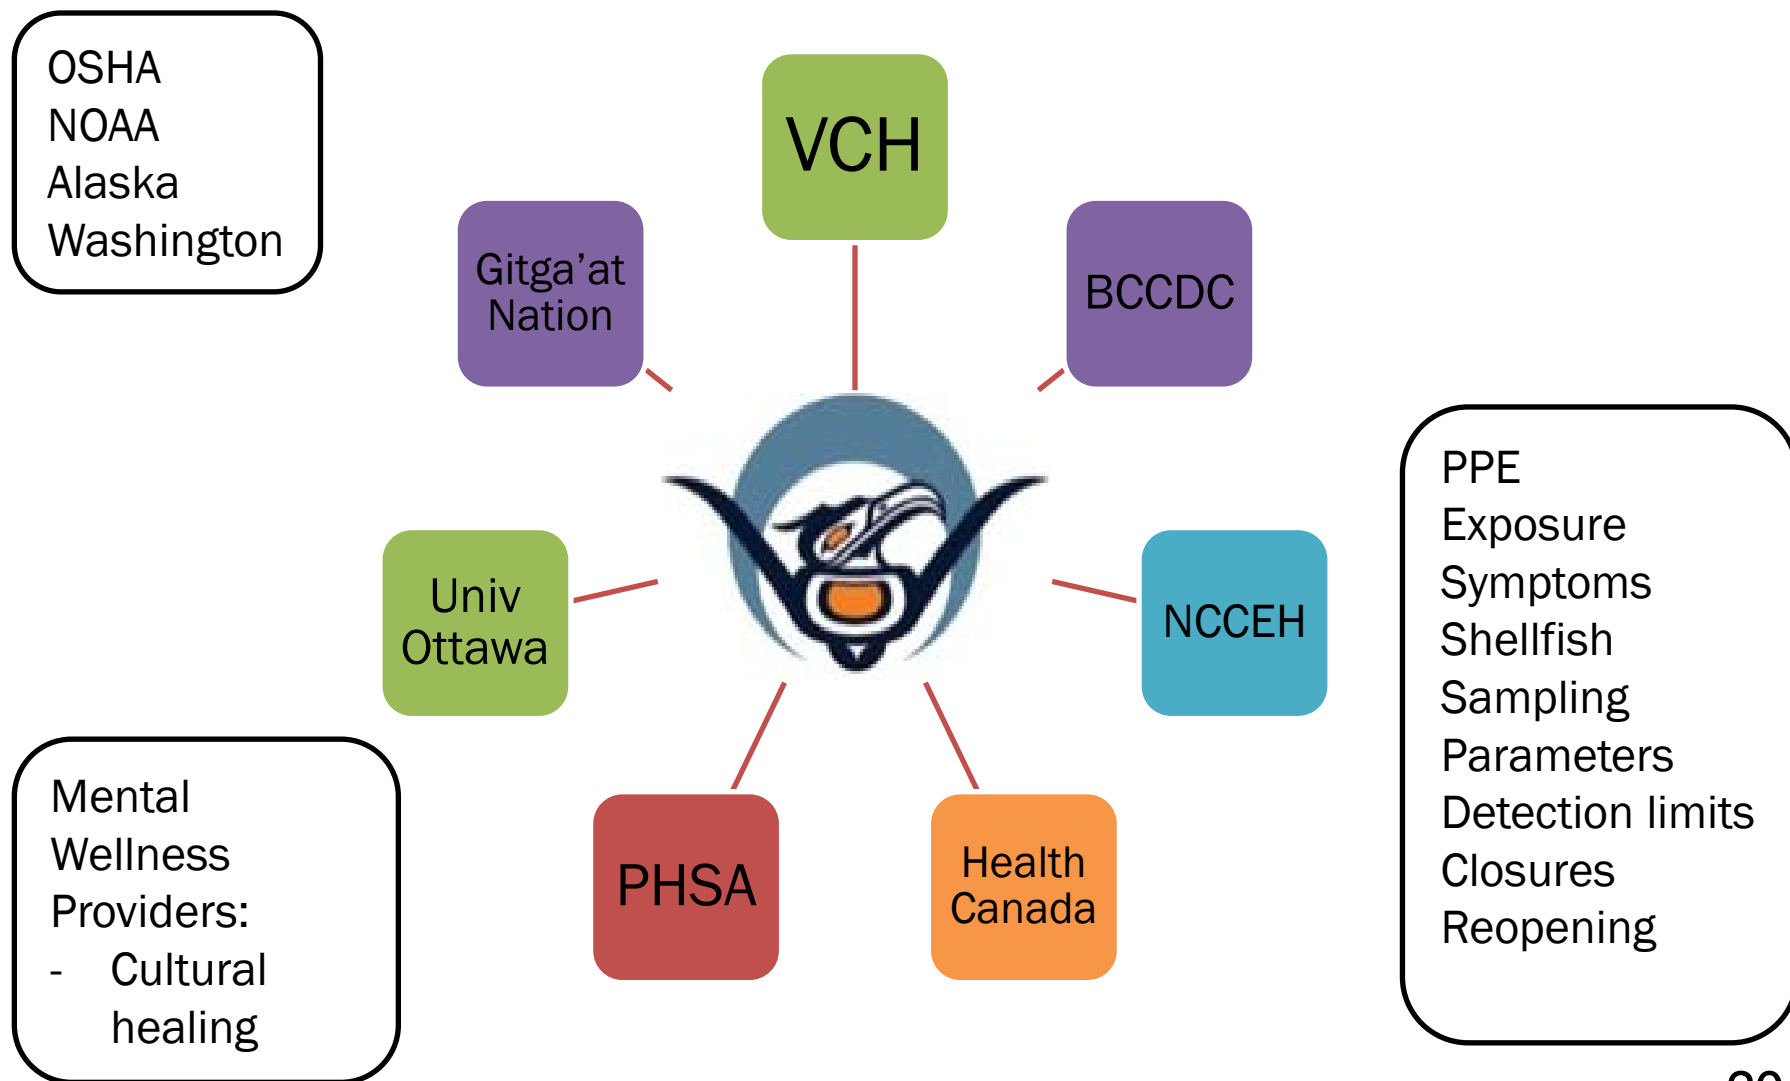 OSHA
NOAA
Alaska
Washington
VCH
Gitga’at
Nation
BCCDC
Univ
Ottawa
NCCEH
PHSA
Health
Canada
PPE
Exposure
Symptoms
Shellfish
Sampling
Parameters
Detection limits
Closures
Reopening
Mental
Wellness
Providers:
- Cultural
healing